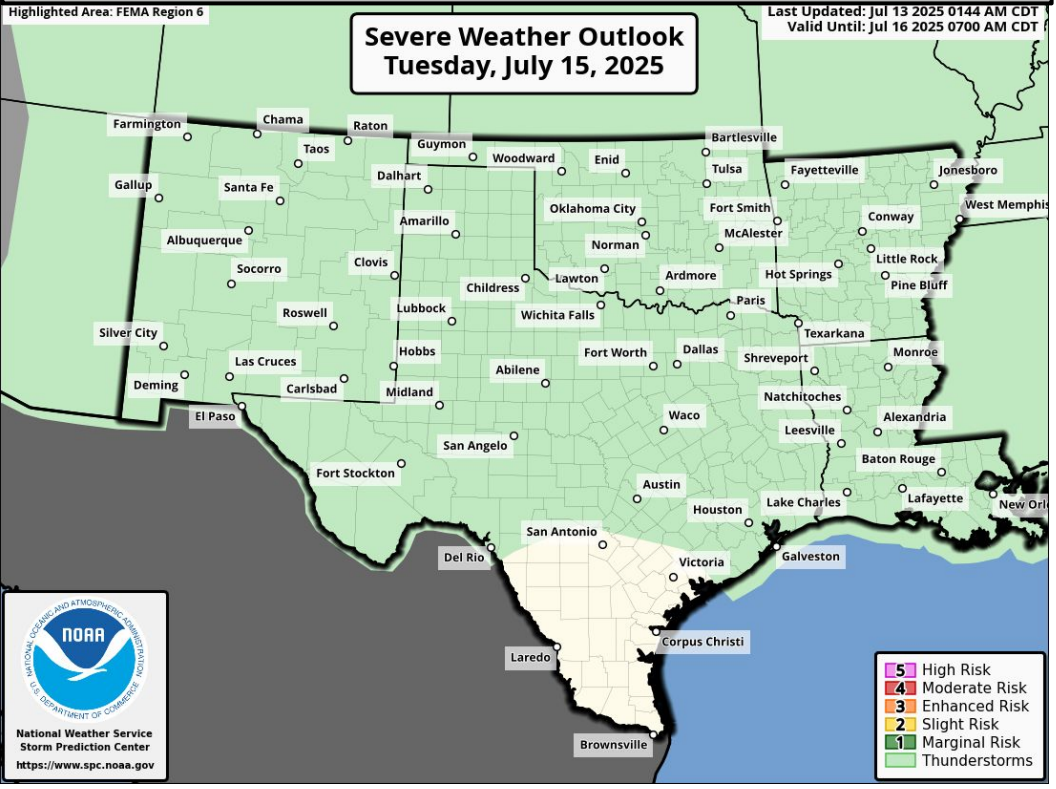 Highlighted Area: FEMA Region 6
Last Updated: Jul 13 2025 0144 AM CDT
Valid Until: Jul 16 2025 0700 AM CDT
Severe Weather Outlook
Tuesday, July 15, 2025
Farmington
Chama
Raton
Taos
Guymon
Woodward
Enid
Bartlesville
Tulsa
Fayetteville
Jonesboro
Gallup
Santa Fe
Dalhart
Amarillo
Oklahoma City
Fort Smith
Conway
West Memphis
Albuquerque
Norman
McAlester
Socorro
Clovis
Childress
Lawton
Ardmore
Hot Springs
Little Rock
Pine Bluff
Roswell
Lubbock
Wichita Falls
Paris
Texarkana
Silver City
Las Cruces
Hobbs
Fort Worth
Dallas
Shreveport
Monroe
Deming
Carlsbad
Midland
Abilene
Natchitoches
El Paso
Waco
Leesville
Alexandria
San Angelo
Baton Rouge
Fort Stockton
Austin
Houston
Lake Charles
Lafayette
New Orl
San Antonio
Del Rio
Victoria
Galveston
Laredo
Corpus Christi
Brownsville
NATIONAL OCEANIC AND ATMOSPHERIC ADMINISTRATION
NOAA
U.S. DEPARTMENT OF COMMERCE
National Weather Service
Storm Prediction Center
https://www.spc.noaa.gov
5 High Risk
4 Moderate Risk
3 Enhanced Risk
2 Slight Risk
1 Marginal Risk
Thunderstorms